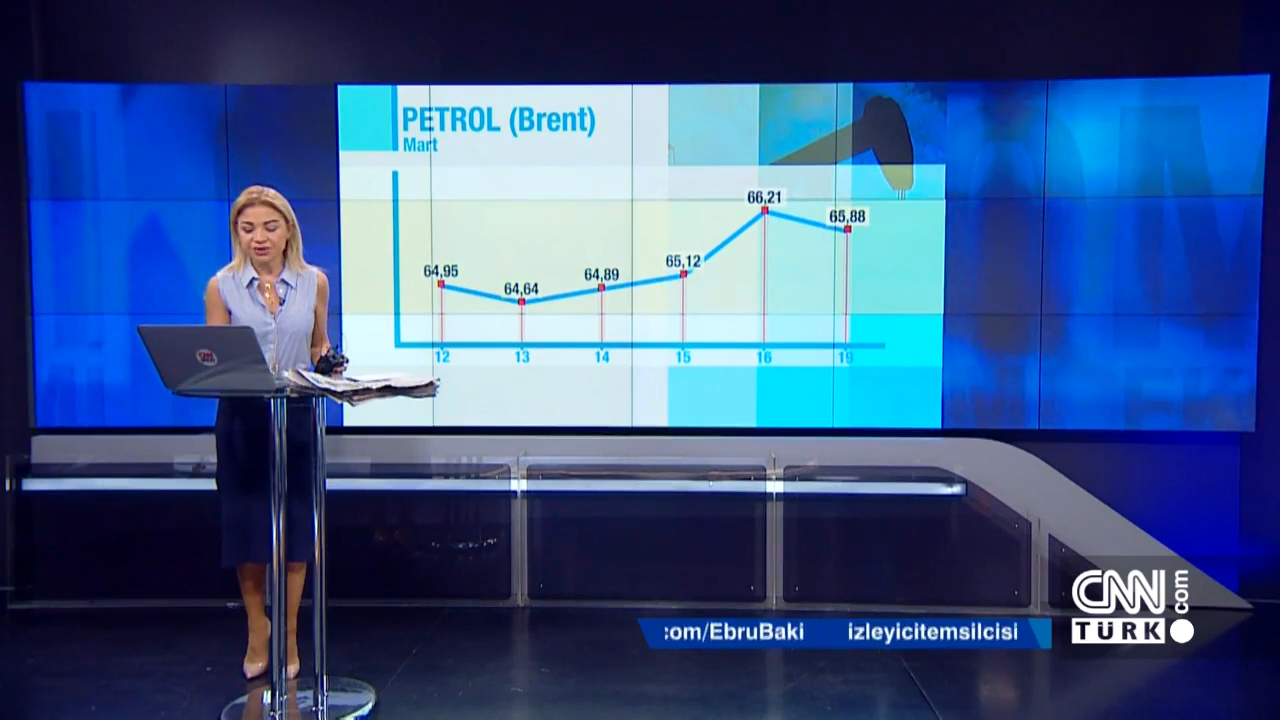 PETROL (Brent)
Mart
64,95
64,64
64,89
65,12
66,21
65,88
12
13
14
15
16
19
:com/EbruBaki
izleyicitemsilcisi
CNN
TÜRK
.com